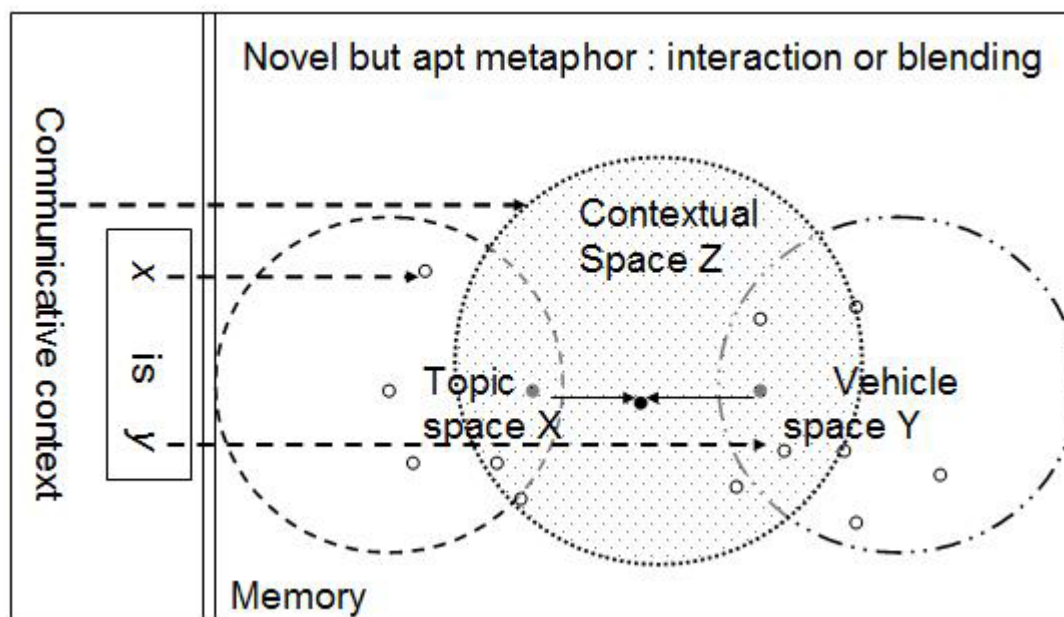 Novel but apt metaphor : interaction or blending
Communicative context
x is y
Contextual
Space Z
Topic
space X
Vehicle
space Y
Memory